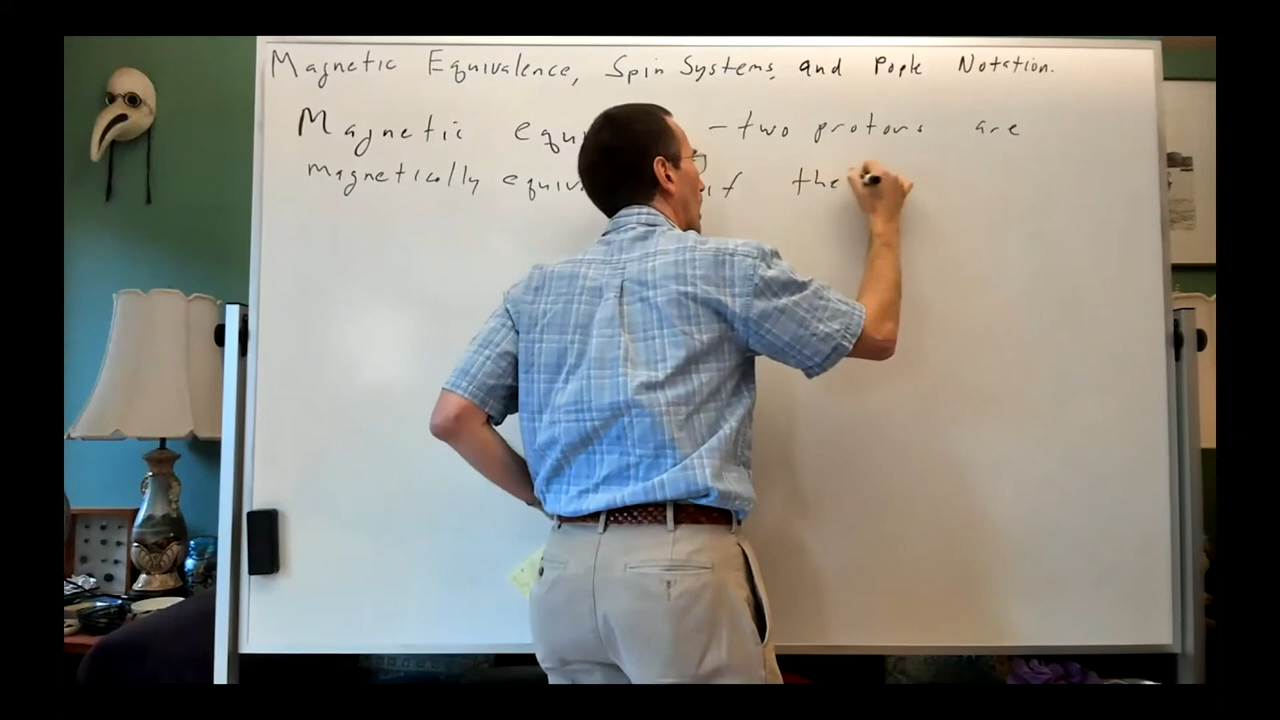 Magnetic Equivalence, Spin Systems, and Pople Notation.
Magnetic equi - two protons are
magnetically equiv if the